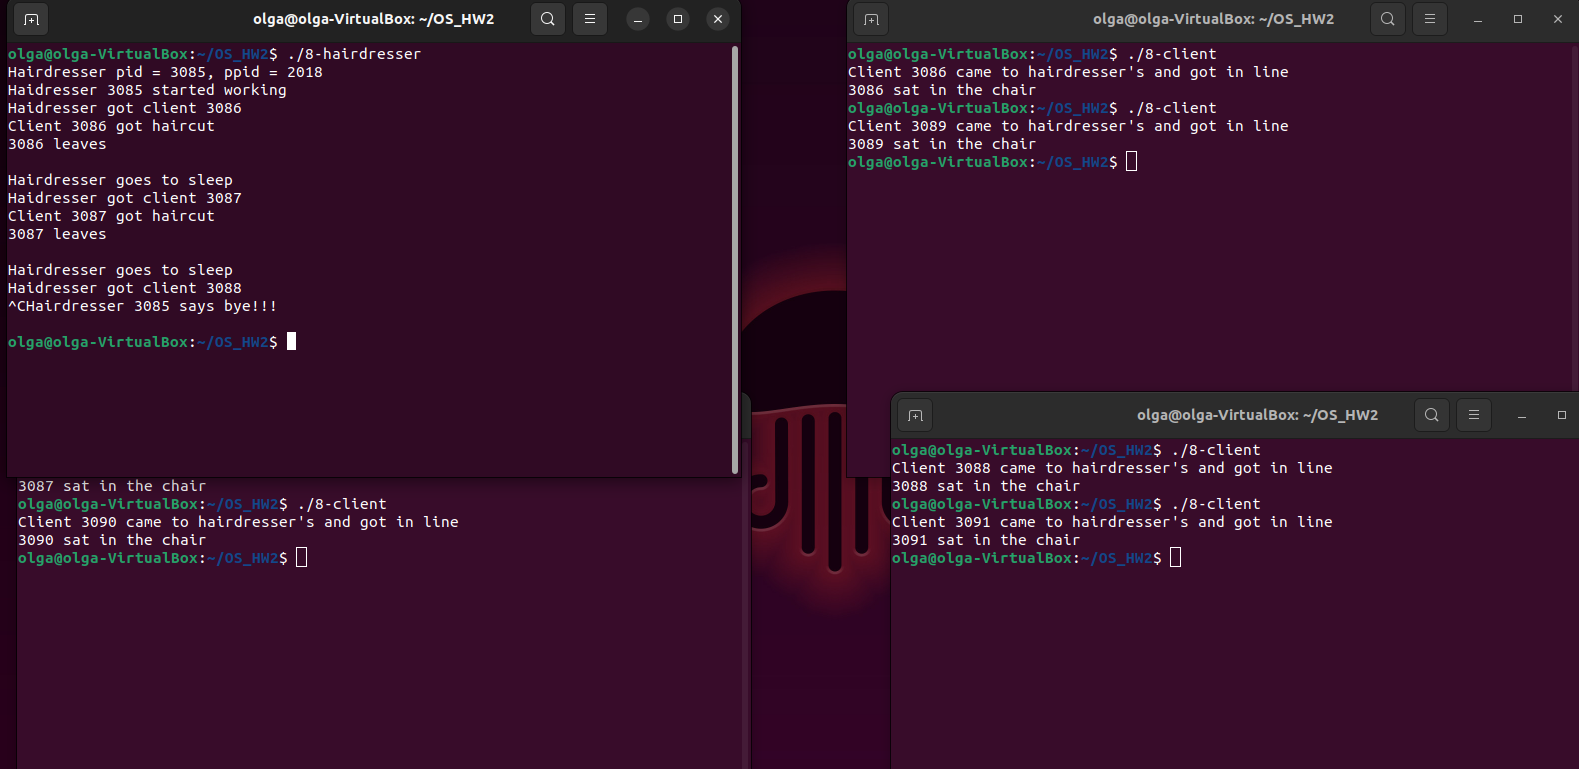 olga@olga-VirtualBox: ~/OS_HW2
olga@olga-VirtualBox:~/OS_HW2$ ./8-hairdresser
Hairdresser pid = 3085, ppid = 2018
Haidresser 3085 started working
Haidresser got client 3086
Client 3086 got haircut
3086 leaves
Hairdresser goes to sleep
Haidresser got client 3087
Client 3087 got haircut
3087 leaves
Hairdresser goes to sleep
Haidresser got client 3088
^CHairdresser 3085 says bye!!!
olga@olga-VirtualBox:~/OS_HW2$
olga@olga-VirtualBox: ~/OS_HW2
olga@olga-VirtualBox:~/OS_HW2$ ./8-client
Client 3086 came to hairdresser's and got in line
3086 sat in the chair
olga@olga-VirtualBox:~/OS_HW2$ ./8-client
Client 3089 came to hairdresser's and got in line
3089 sat in the chair
olga@olga-VirtualBox:~/OS_HW2$
3087 sat in the chair
olga@olga-VirtualBox:~/OS_HW2$ ./8-client
Client 3090 came to hairdresser's and got in line
3090 sat in the chair
olga@olga-VirtualBox:~/OS_HW2$
olga@olga-VirtualBox: ~/OS_HW2
olga@olga-VirtualBox:~/OS_HW2$ ./8-client
Client 3088 came to hairdresser's and got in line
3088 sat in the chair
olga@olga-VirtualBox:~/OS_HW2$ ./8-client
Client 3091 came to hairdresser's and got in line
3091 sat in the chair
olga@olga-VirtualBox:~/OS_HW2$